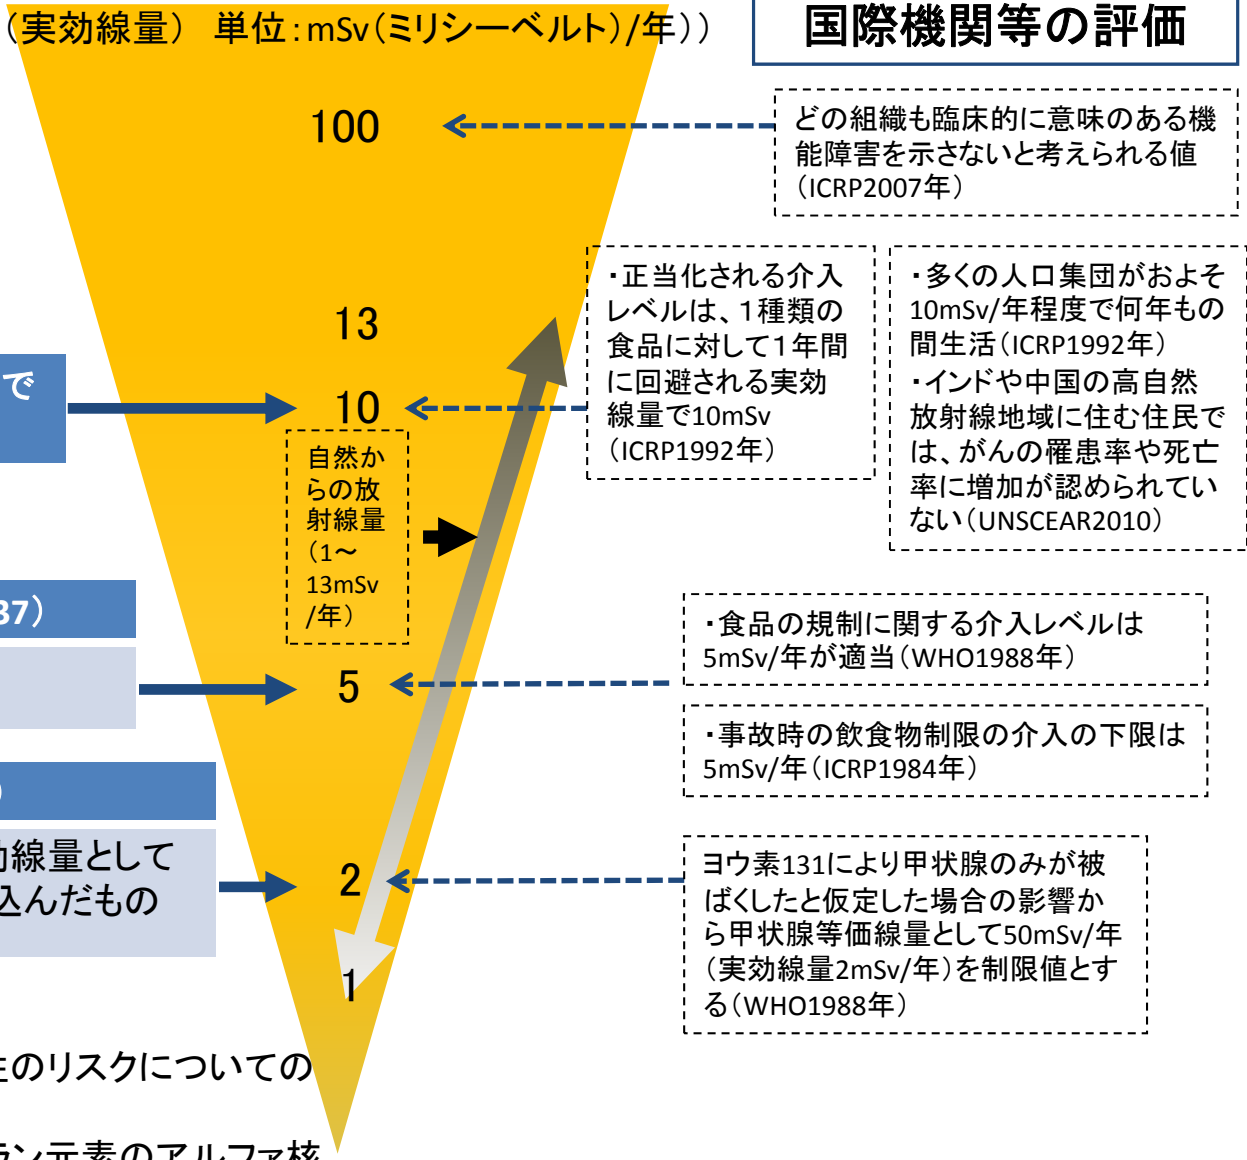 （実効線量）　単位：mSv（ミリシーベルト）/年））
国際機関等の評価
100
どの組織も臨床的に意味のある機
能障害を示さないと考えられる値
（ICRP2007年）
13
10
・正当化される介入
レベルは、１種類の
食品に対して１年間
に回避される実効
線量で10mSv
（ICRP1992年）
・多くの人口集団がおよそ
10mSv/年程度で何年もの
間生活（ICRP1992年）
・インドや中国の高自然
放射線地域に住む住民で
は、がんの罹患率や死亡
率に増加が認められてい
ない（UNSCEAR2010）
で
自然か
らの放
射線量
（1～
13mSv
/年）
37）
5
・食品の規制に関する介入レベルは
5mSv/年が適当（WHO1988年）
・事故時の飲食物制限の介入の下限は
5mSv/年（ICRP1984年）
）
効線量として
込んだもの
2
ヨウ素131により甲状腺のみが被
ばくしたと仮定した場合の影響か
ら甲状腺等価線量として50mSv/年
（実効線量2mSv/年）を制限値とす
る（WHO1988年）
1
性のリスクについての
ラン元素のアルファ核